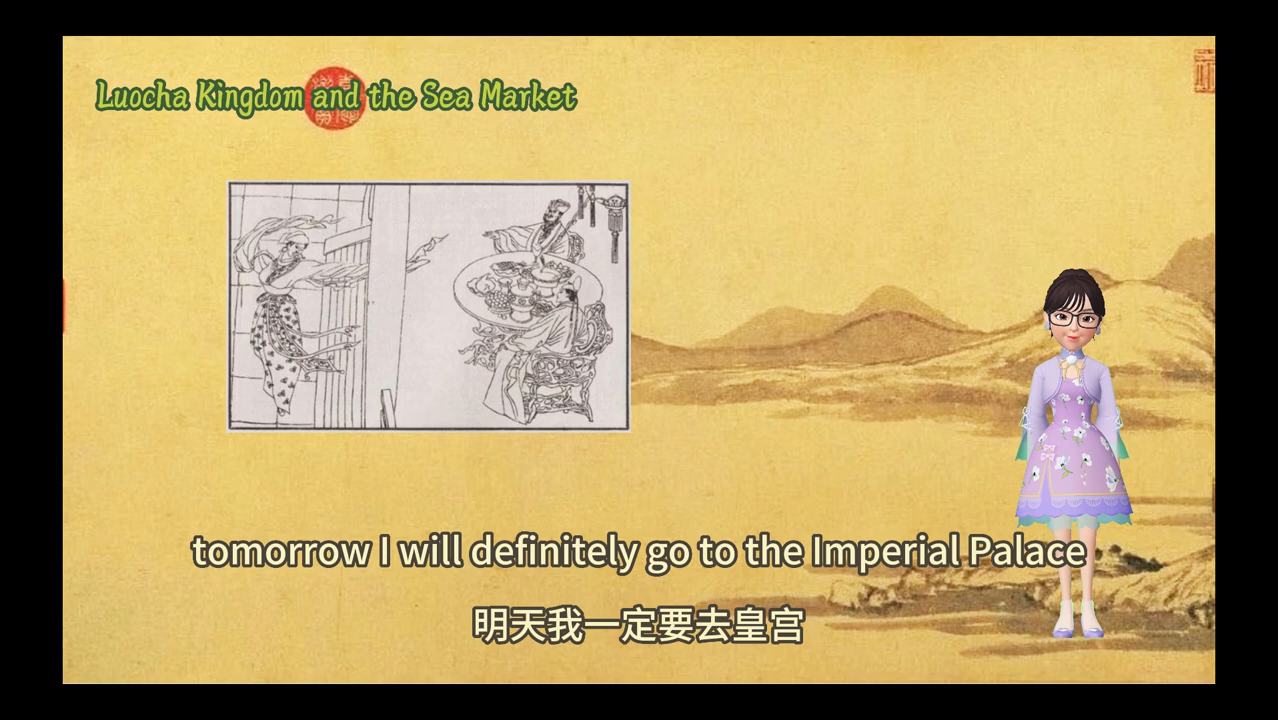 Luocha Kingdom and the Sea Market
tomorrow I will definitely go to the Imperial Palace
明天我一定要去皇宫